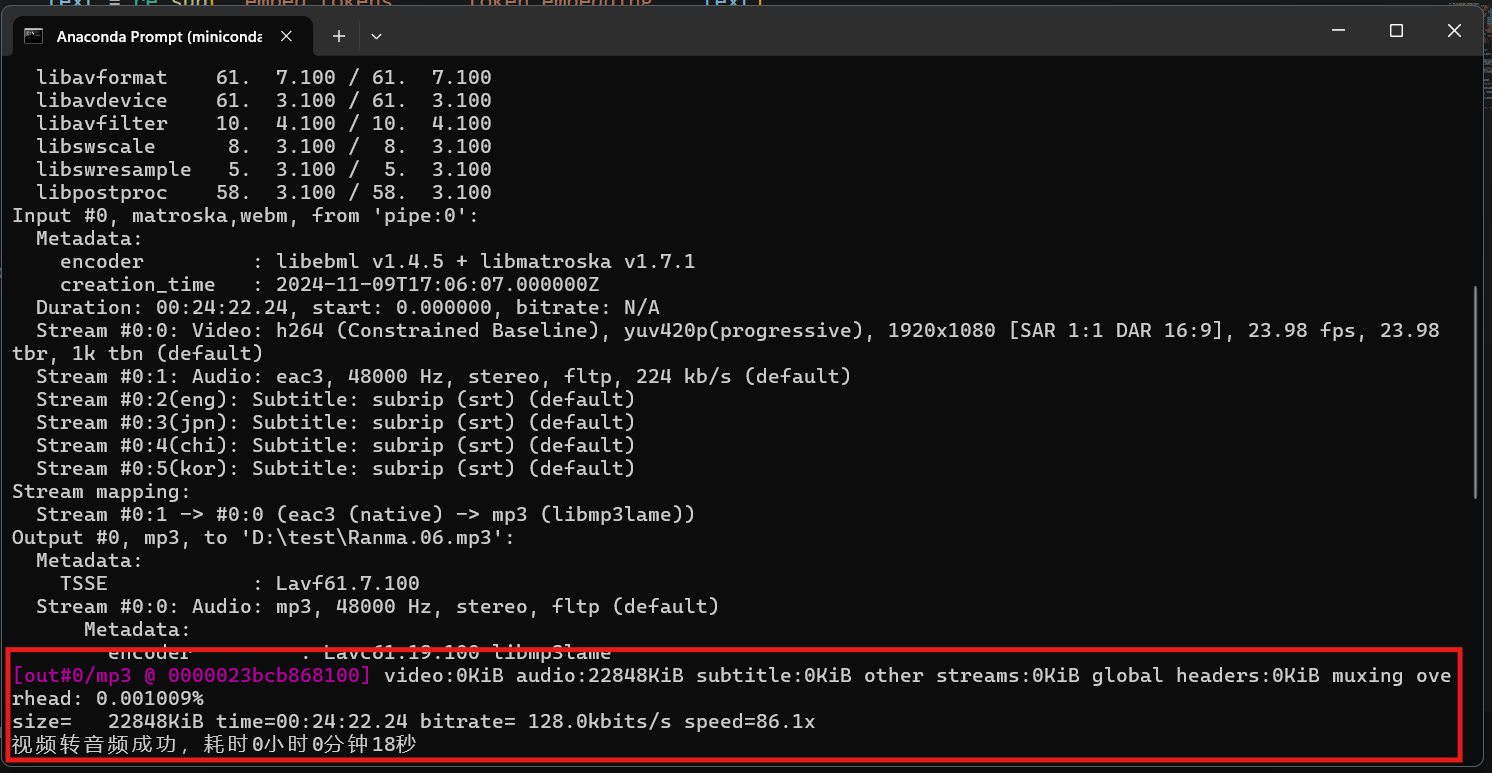 Anaconda Prompt (miniconda
libavformat    61.  7.100 / 61.  7.100
libavdevice    61.  3.100 / 61.  3.100
libavfilter    10.  4.100 / 10.  4.100
libswscale      8.  3.100 /  8.  3.100
libswresample   5.  3.100 /  5.  3.100
libpostproc    58.  3.100 / 58.  3.100
Input #0, matroska,webm, from 'pipe:0':
Metadata:
encoder         : libebml v1.4.5 + libmatroska v1.7.1
creation_time   : 2024-11-09T17:06:07.000000Z
Duration: 00:24:22.24, start: 0.000000, bitrate: N/A
Stream #0:0: Video: h264 (Constrained Baseline), yuv420p(progressive), 1920x1080 [SAR 1:1 DAR 16:9], 23.98 fps, 23.98
tbr, 1k tbn (default)
Stream #0:1: Audio: eac3, 48000 Hz, stereo, fltp, 224 kb/s (default)
Stream #0:2(eng): Subtitle: subrip (srt) (default)
Stream #0:3(jpn): Subtitle: subrip (srt) (default)
Stream #0:4(chi): Subtitle: subrip (srt) (default)
Stream #0:5(kor): Subtitle: subrip (srt) (default)
Stream mapping:
Stream #0:1 -> #0:0 (eac3 (native) -> mp3 (libmp3lame))
Output #0, mp3, to 'D:\test\Ranma.06.mp3':
Metadata:
TSSE            : Lavf61.7.100
Stream #0:0: Audio: mp3, 48000 Hz, stereo, fltp (default)
Metadata:
encoder         : Lavc61.19.100 libmp3lame
[out#0/mp3 @ 0000023bcb868100] video:0KiB audio:22848KiB subtitle:0KiB other streams:0KiB global headers:0KiB muxing ove
rhead: 0.001009%
size=   22848KiB time=00:24:22.24 bitrate= 128.0kbits/s speed=86.1x
视频转音频成功，耗时0小时0分钟18秒